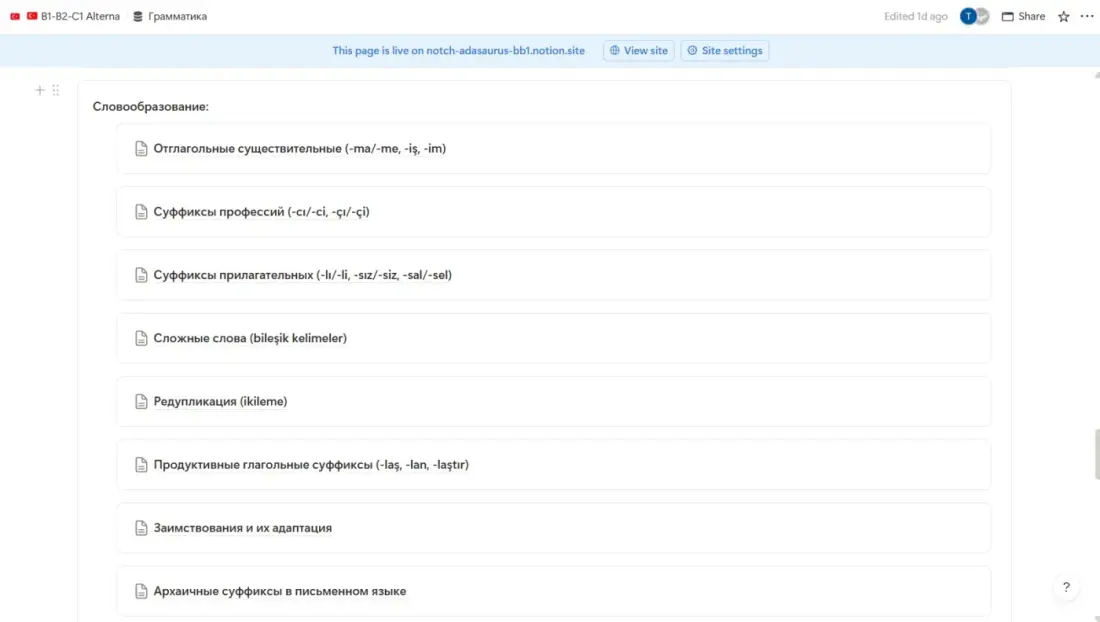 B1-B2-C1 Alterna Грамматика Edited 1d ago T Share
This page is live on notch-adasaurus-bb1.notion.site View site Site settings
Словообразование:
Отглагольные существительные (-ma/-me, -iş, -im)
Суффиксы профессий (-cı/-ci, -çı/-çi)
Суффиксы прилагательных (-lı/-li, -sız/-siz, -sal/-sel)
Сложные слова (bileşik kelimeler)
Редупликация (ikileme)
Продуктивные глагольные суффиксы (-laş, -lan, -laştır)
Заимствования и их адаптация
Архаичные суффиксы в письменном языке
?